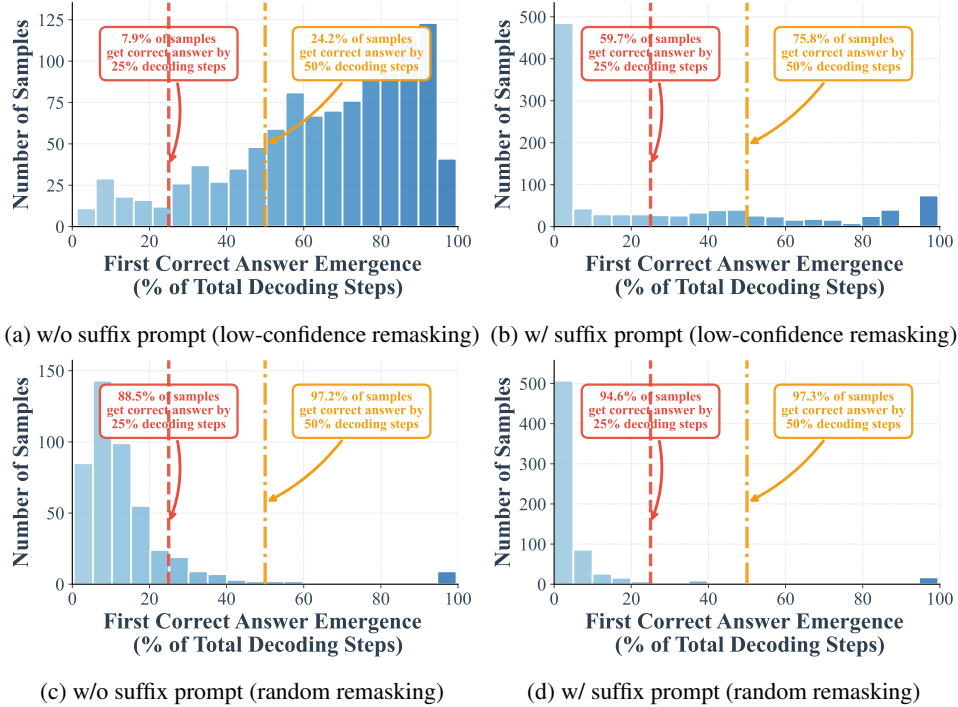 125
100
75
50
25
0
Number of Samples
7.9% of samples
get correct answer by
25% decoding steps
24.2% of samples
get correct answer by
50% decoding steps
0 20 40 60 80 100
First Correct Answer Emergence
(% of Total Decoding Steps)
(a) w/o suffix prompt (low-confidence remasking)
500
400
300
200
100
0
Number of Samples
59.7% of samples
get correct answer by
25% decoding steps
75.8% of samples
get correct answer by
50% decoding steps
0 20 40 60 80 100
First Correct Answer Emergence
(% of Total Decoding Steps)
(b) w/ suffix prompt (low-confidence remasking)
150
100
50
0
Number of Samples
88.5% of samples
get correct answer by
25% decoding steps
97.2% of samples
get correct answer by
50% decoding steps
0 20 40 60 80 100
First Correct Answer Emergence
(% of Total Decoding Steps)
(c) w/o suffix prompt (random remasking)
500
400
300
200
100
0
Number of Samples
94.6% of samples
get correct answer by
25% decoding steps
97.3% of samples
get correct answer by
50% decoding steps
0 20 40 60 80 100
First Correct Answer Emergence
(% of Total Decoding Steps)
(d) w/ suffix prompt (random remasking)